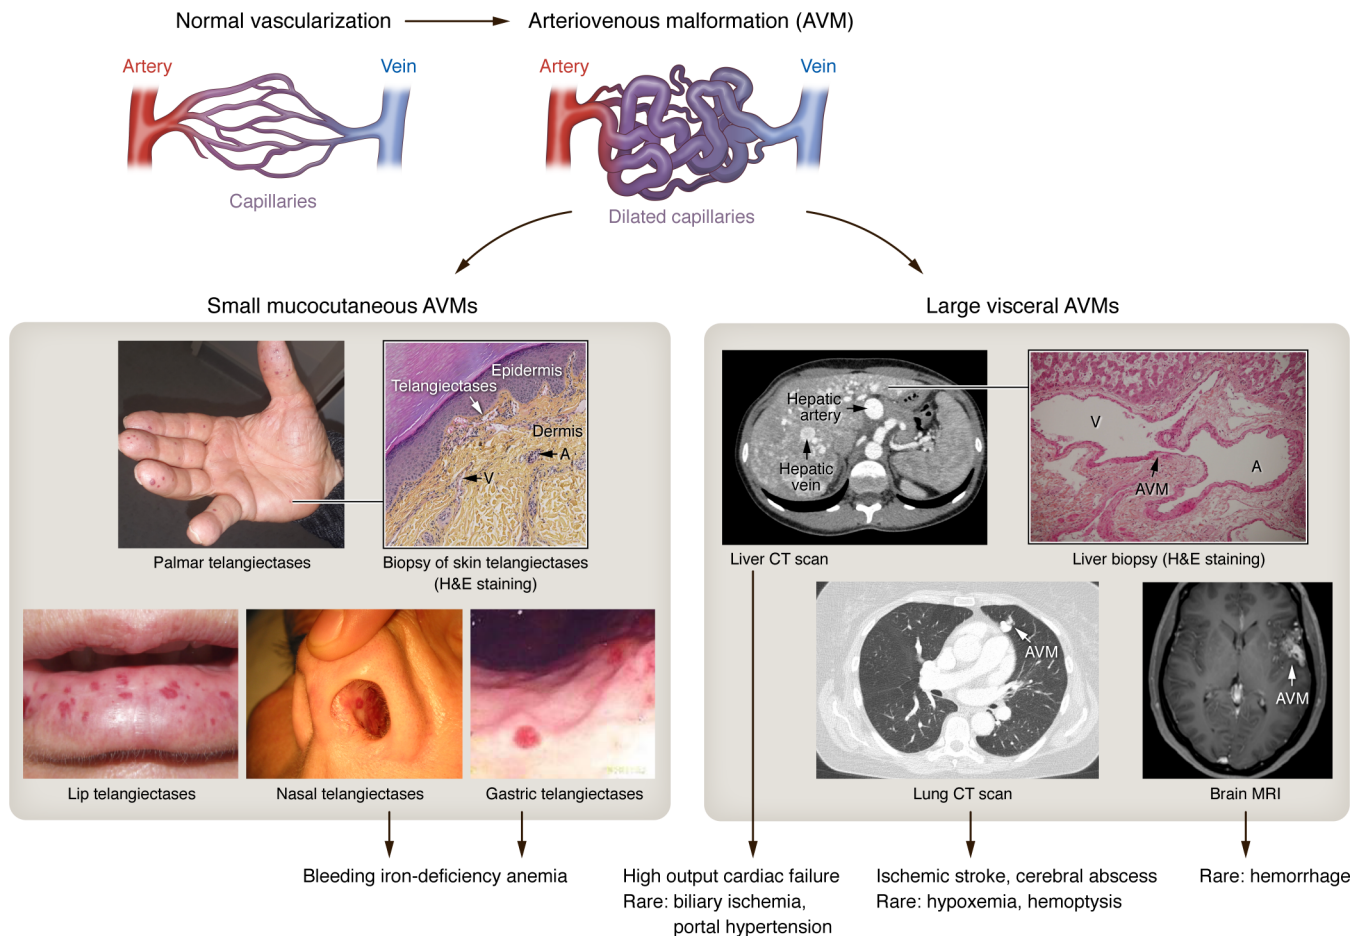 Normal vascularization
Arteriovenous malformation (AVM)
Artery
Vein
Artery
Vein
Capillaries
Dilated capillaries
Small mucocutaneous AVMs
Large visceral AVMs
Epidermis
Telangiectases
Dermis
A
V
Hepatic
artery
Hepatic
vein
V
A
AVM
Palmar telangiectases
Biopsy of skin telangiectases
(H&E staining)
Liver CT scan
Liver biopsy (H&E staining)
AVM
AVM
Lip telangiectases
Nasal telangiectases
Gastric telangiectases
Lung CT scan
Brain MRI
Bleeding iron-deficiency anemia
High output cardiac failure
Rare: biliary ischemia,
portal hypertension
Ischemic stroke, cerebral abscess
Rare: hypoxemia, hemoptysis
Rare: hemorrhage